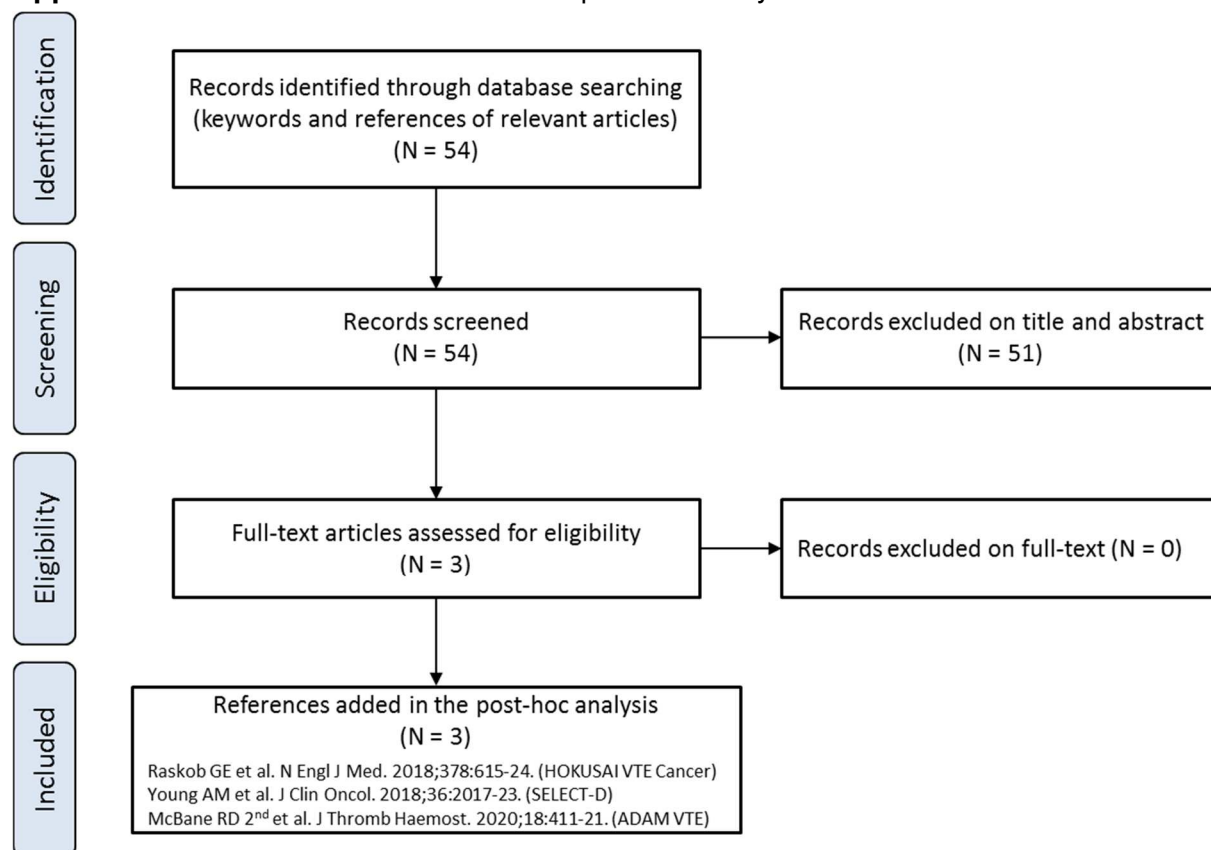 Identification
Records identified through database searching
(keywords and references of relevant articles)
(N = 54)
Screening
Records screened
(N = 54)
Records excluded on title and abstract
(N = 51)
Eligibility
Full-text articles assessed for eligibility
(N = 3)
Records excluded on full-text (N = 0)
Included
References added in the post-hoc analysis
(N = 3)
Raskob GE et al. N Engl J Med. 2018;378:615-24. (HOKUSAI VTE Cancer)
Young AM et al. J Clin Oncol. 2018;36:2017-23. (SELECT-D)
McBane RD 2nd et al. J Thromb Haemost. 2020;18:411-21. (ADAM VTE)